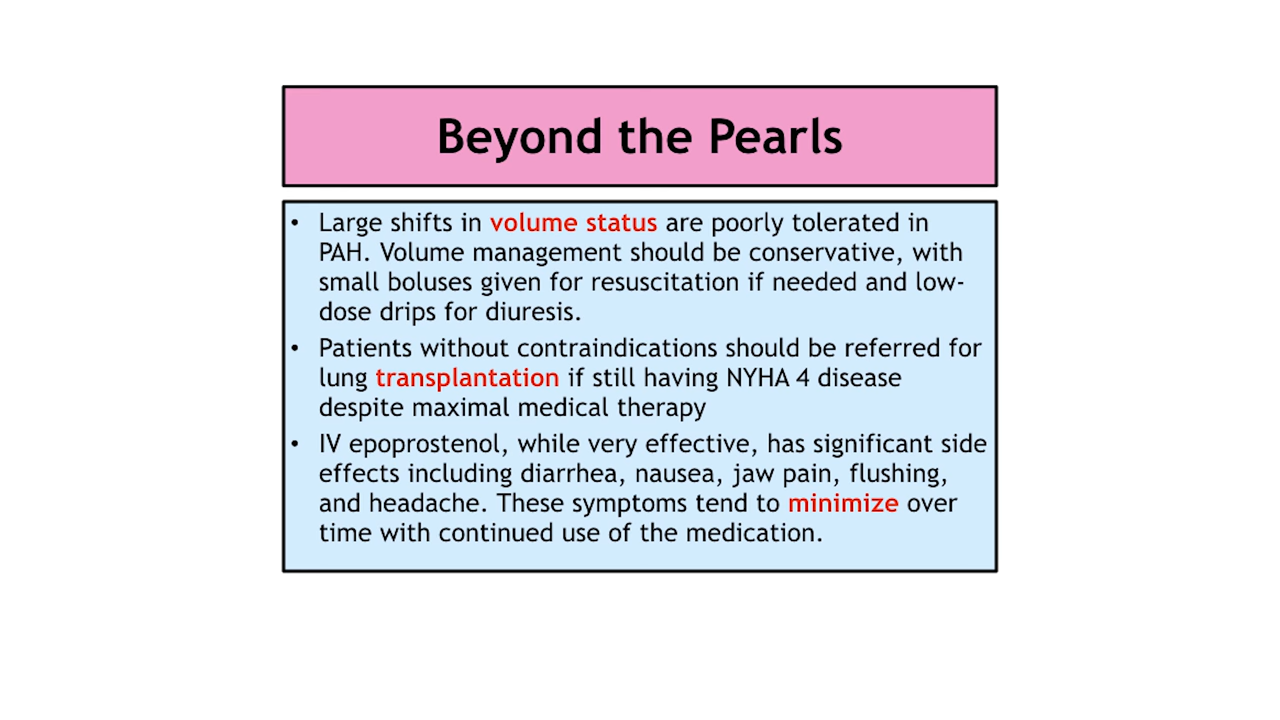 Beyond the Pearls
• Large shifts in volume status are poorly tolerated in
PAH. Volume management should be conservative, with
small boluses given for resuscitation if needed and low-
dose drips for diuresis.
• Patients without contraindications should be referred for
lung transplantation if still having NYHA 4 disease
despite maximal medical therapy
• IV epoprostenol, while very effective, has significant side
effects including diarrhea, nausea, jaw pain, flushing,
and headache. These symptoms tend to minimize over
time with continued use of the medication.